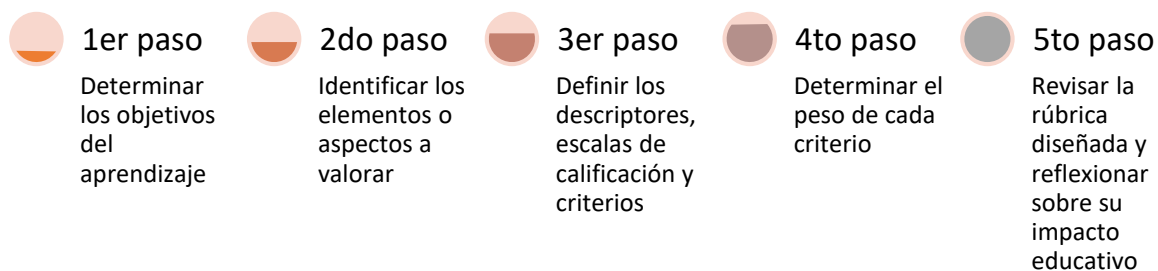 1er paso
Determinar
los objetivos
del
aprendizaje
2do paso
Identificar los
elementos o
aspectos a
valorar
3er paso
Definir los
descriptores,
escalas de
calificación y
criterios
4to paso
Determinar el
peso de cada
criterio
5to paso
Revisar la
rúbrica
diseñada y
reflexionar
sobre su
impacto
educativo